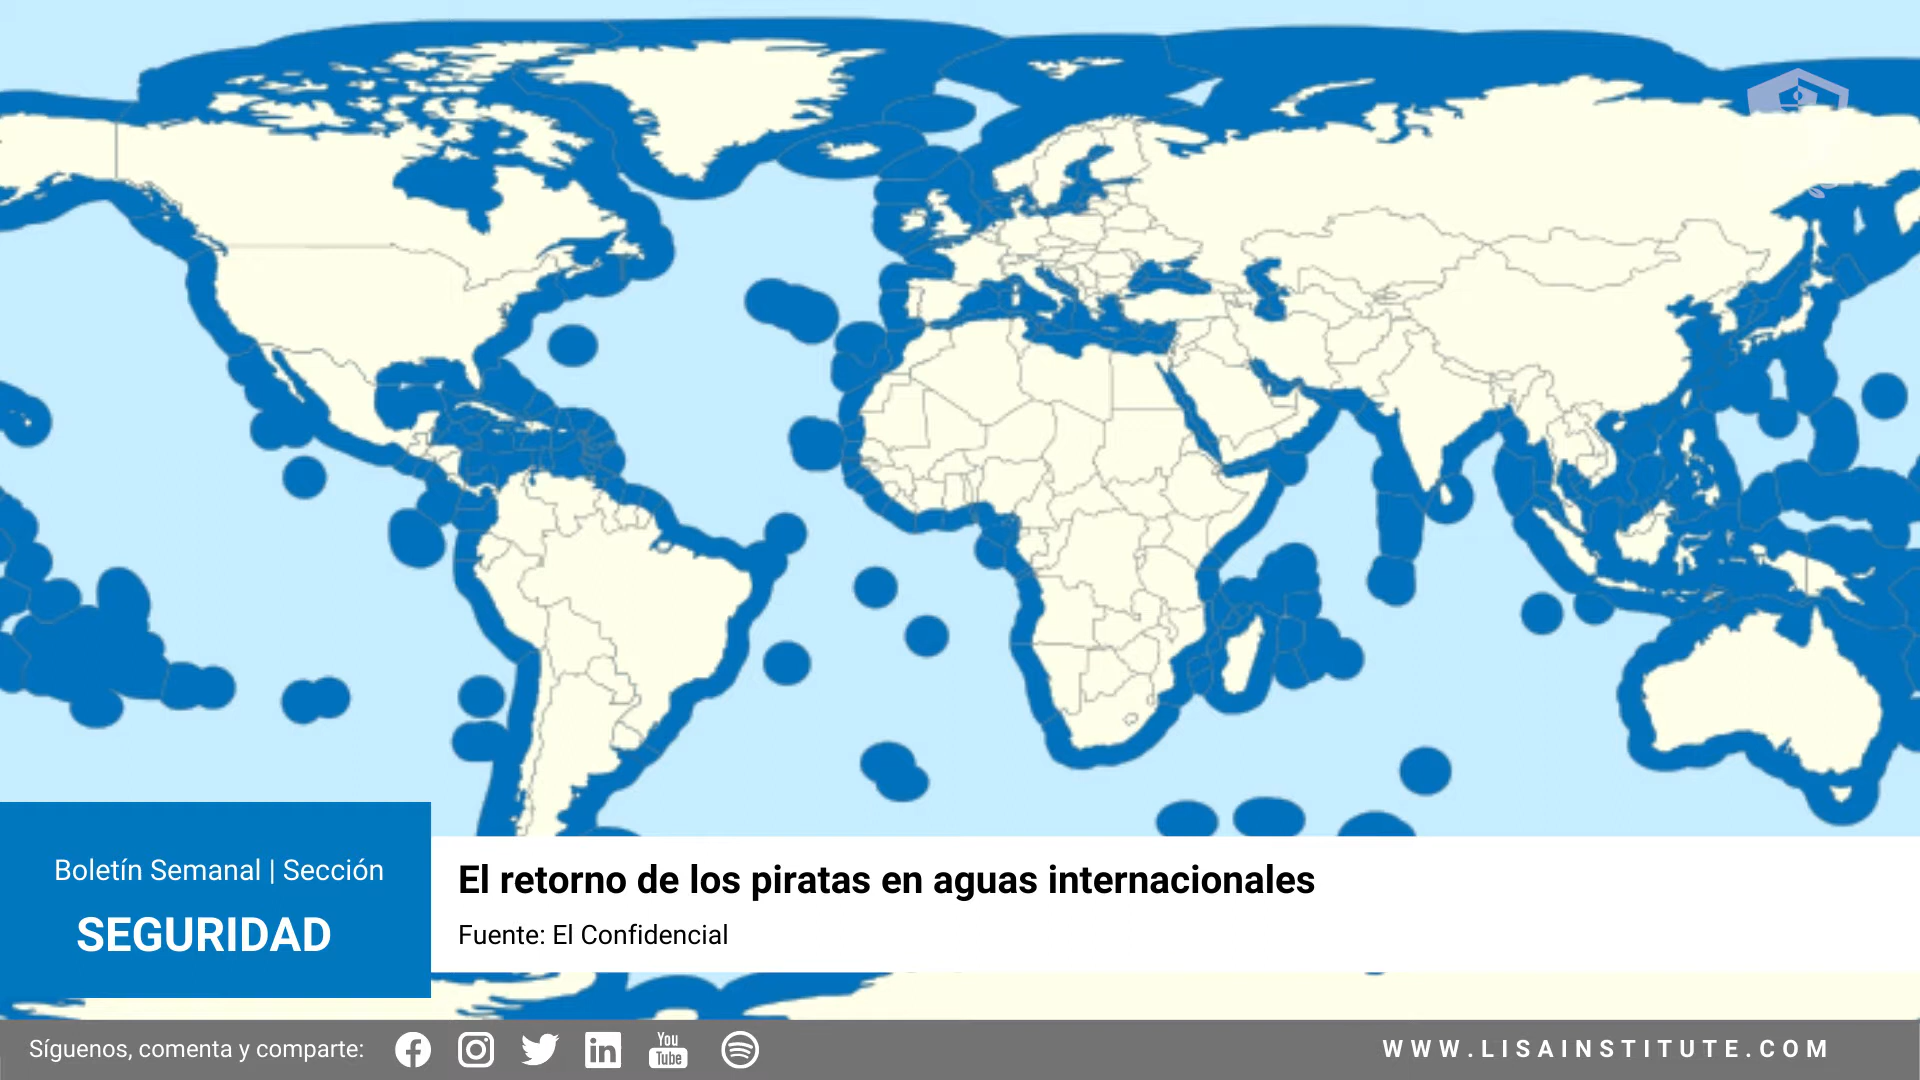 Boletín Semanal | Sección
SEGURIDAD
El retorno de los piratas en aguas internacionales
Fuente: El Confidencial
Síguenos, comenta y comparte:
You
Tube
WWW.LISAINSTITUTE.COM